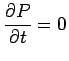 ∂P/∂t = 0